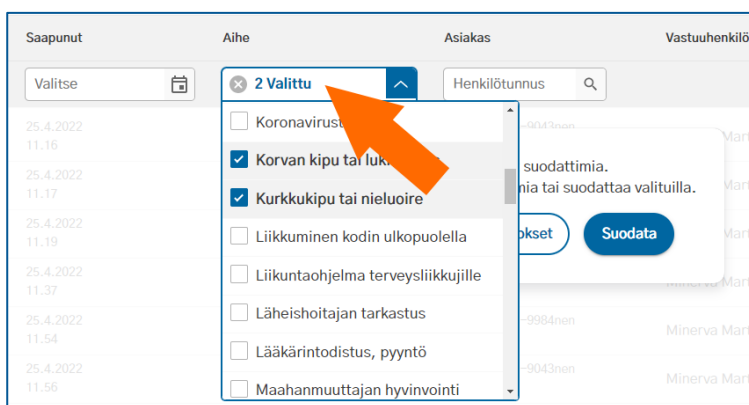 Saapunut Aihe Asiakas Vastuuhenkilö
Valitse 2 Valittu Henkilötunnus
25.4.2022
11.16
25.4.2022
11.17
25.4.2022
11.19
25.4.2022
11.37
25.4.2022
11.54
25.4.2022
11.56
Korvan kipu tai
Kurkkukipu tai nieluoire
Liikkuminen kodin ulkopuolella
Liikuntaohjelma terveysliikkujille
Läheishoitajan tarkastus
Lääkärintodistus, pyyntö
Maahanmuuttajan hyvinvointi
-9043nen
suodattimia.
tai suodattaa valituilla.
Suodata
-9984nen
Minerva
-9043nen
Minerva